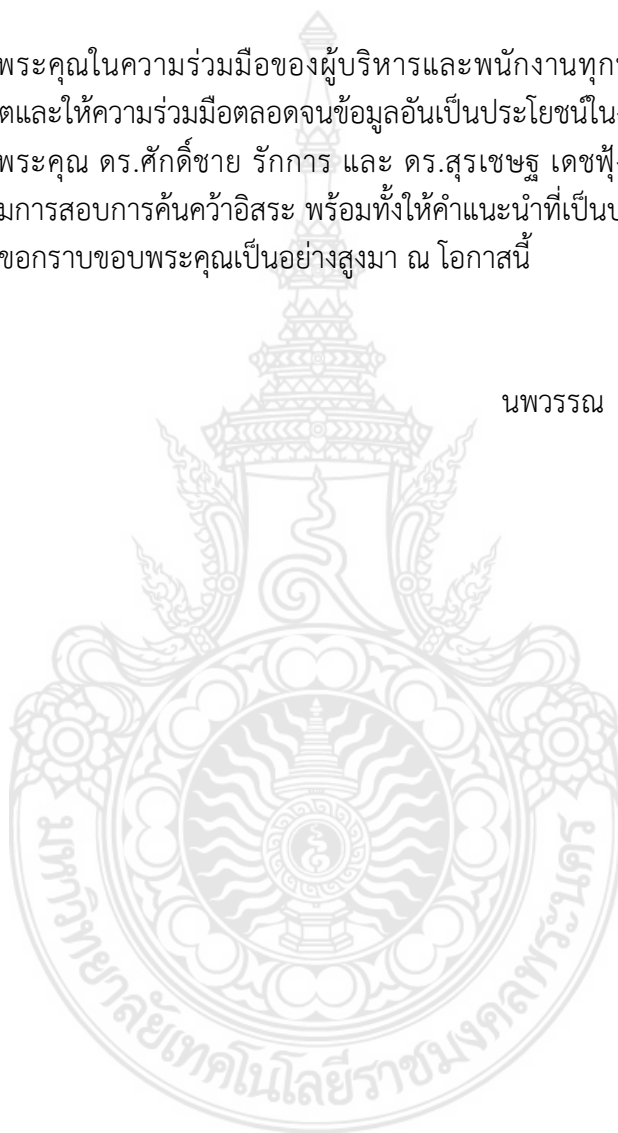 พระคุณในความร่วมมือของผู้บริหารและพนักงานทุก
ตและให้ความร่วมมือตลอดจนข้อมูลอันเป็นประโยชน์ใน
พระคุณ ดร.ศักดิ์ชาย รักการ และ ดร.สุรเชษฐ เดชฟุ้
มการสอบการค้นคว้าอิสระ พร้อมทั้งให้คำแนะนำที่เป็นป
ขอกราบขอบพระคุณเป็นอย่างสูงมา ณ โอกาสนี้
นพวรรณ
มหาวิทยาลัยเทคโนโลยีราชมงคลพระนคร